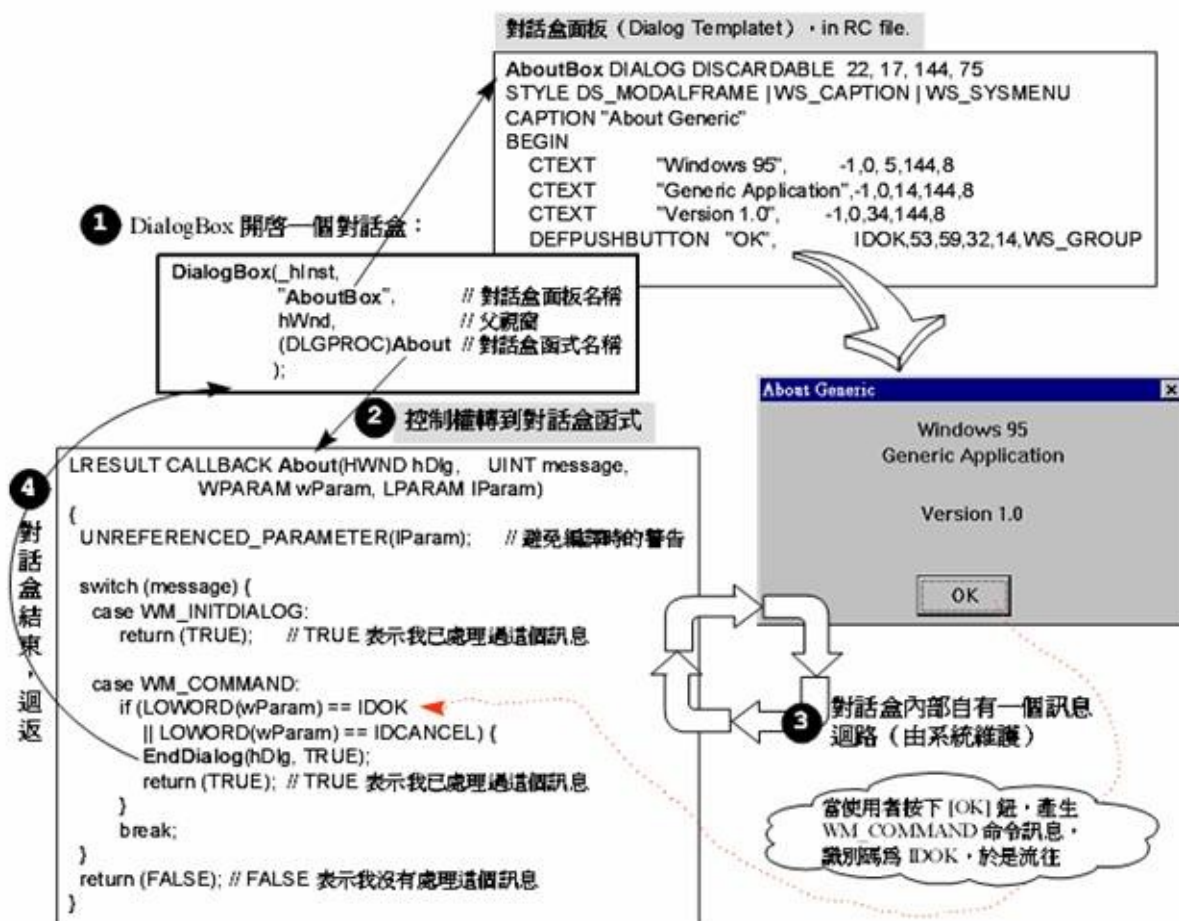 對話盒面板（Dialog Templatet），in RC file.
AboutBox DIALOG DISCARDABLE 22, 17, 144, 75
STYLE DS_MODALFRAME | WS_CAPTION | WS_SYSMENU
CAPTION "About Generic"
BEGIN
CTEXT "Windows 95", -1,0, 5,144,8
CTEXT "Generic Application",-1,0,14,144,8
CTEXT "Version 1.0", -1,0,34,144,8
DEFPUSHBUTTON "OK", IDOK,53,59,32,14,WS_GROUP
1 DialogBox 開啓一個對話盒：
DialogBox(_hInst,
"AboutBox", // 對話盒面板名稱
hWnd, // 父視窗
(DLGPROC)About // 對話盒函式名稱
);
2 控制權轉到對話盒函式
LRESULT CALLBACK About(HWND hDlg, UINT message,
WPARAM wParam, LPARAM lParam)
{
UNREFERENCED_PARAMETER(lParam); // 避免編譯時的警告
switch (message) {
case WM_INITDIALOG:
return (TRUE); // TRUE 表示我已處理過這個訊息
case WM_COMMAND:
if (LOWORD(wParam) == IDOK
|| LOWORD(wParam) == IDCANCEL) {
EndDialog(hDlg, TRUE);
return (TRUE); // TRUE 表示我已處理過這個訊息
}
break;
}
return (FALSE); // FALSE 表示我沒有處理這個訊息
}
About Generic
Windows 95
Generic Application
Version 1.0
OK
3 對話盒內部自有一個訊息
迴路（由系統維護）
當使用者按下 [OK] 鈕，產生
WM_COMMAND 命令訊息，
識別碼爲 IDOK，於是流往
4 對話盒結束，迴返